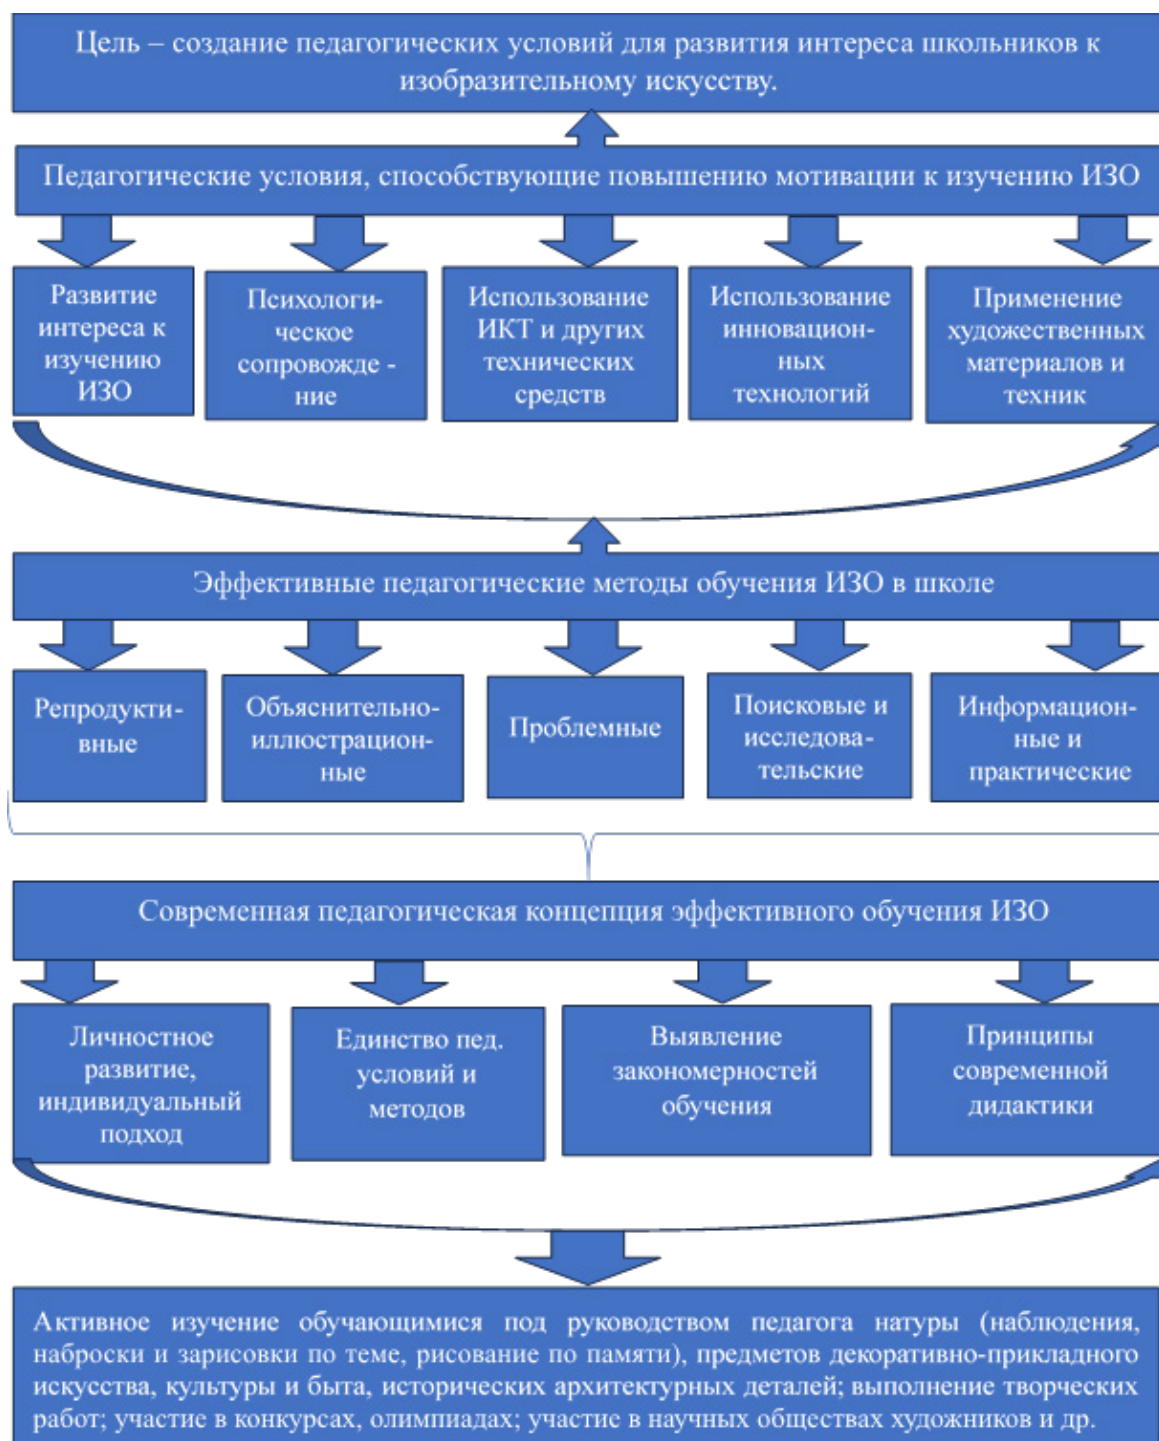 Цель – создание педагогических условий для развития интереса школьников к
изобразительному искусству.
Педагогические условия, способствующие повышению мотивации к изучению ИЗО
Развитие
интереса к
изучению
ИЗО
Психологи-
ческое
сопровожде -
ние
Использование
ИКТ и других
технических
средств
Использование
инновацион-
ных
технологий
Применение
художественных
материалов и
техник
Эффективные педагогические методы обучения ИЗО в школе
Репродукти-
вные
Объяснительно-
иллюстрацион-
ные
Проблемные
Поисковые и
исследова-
тельские
Информацион-
ные и
практические
Современная педагогическая концепция эффективного обучения ИЗО
Личностное
развитие,
индивидуальный
подход
Единство пед.
условий и
методов
Выявление
закономерностей
обучения
Принципы
современной
дидактики
Активное изучение обучающимися под руководством педагога натуры (наблюдения,
наброски и зарисовки по теме, рисование по памяти), предметов декоративно-прикладного
искусства, культуры и быта, исторических архитектурных деталей; выполнение творческих
работ; участие в конкурсах, олимпиадах; участие в научных обществах художников и др.